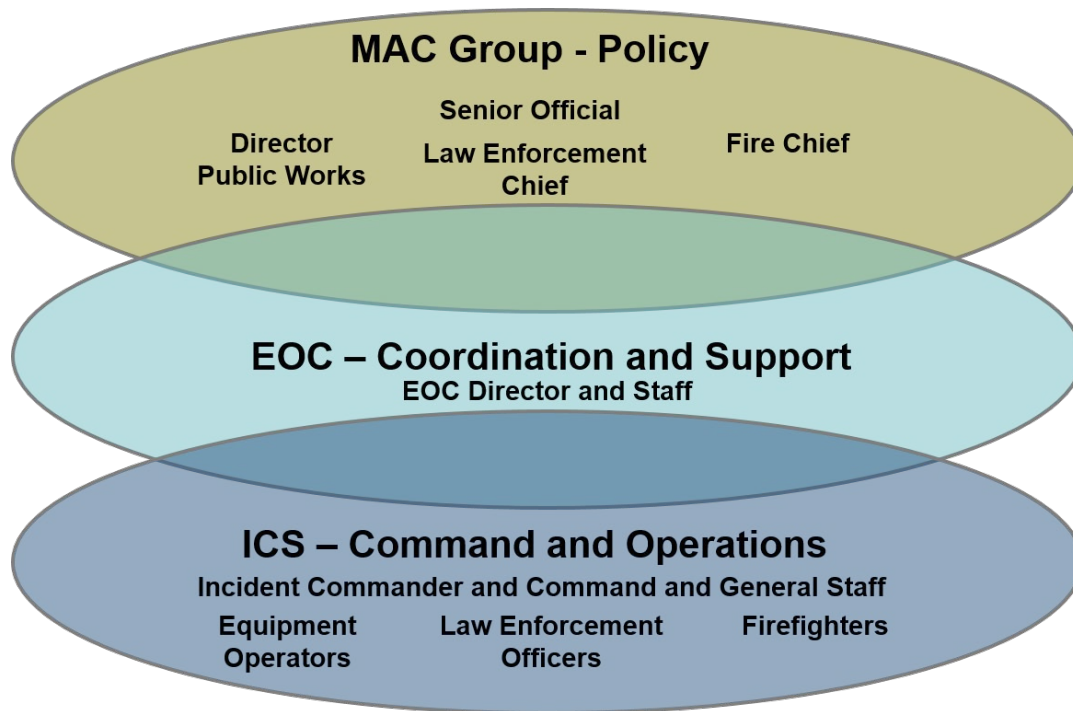 MAC Group - Policy
Senior Official
Director
Public Works
Law Enforcement
Chief
Fire Chief
EOC – Coordination and Support
EOC Director and Staff
ICS – Command and Operations
Incident Commander and Command and General Staff
Equipment
Operators
Law Enforcement
Officers
Firefighters